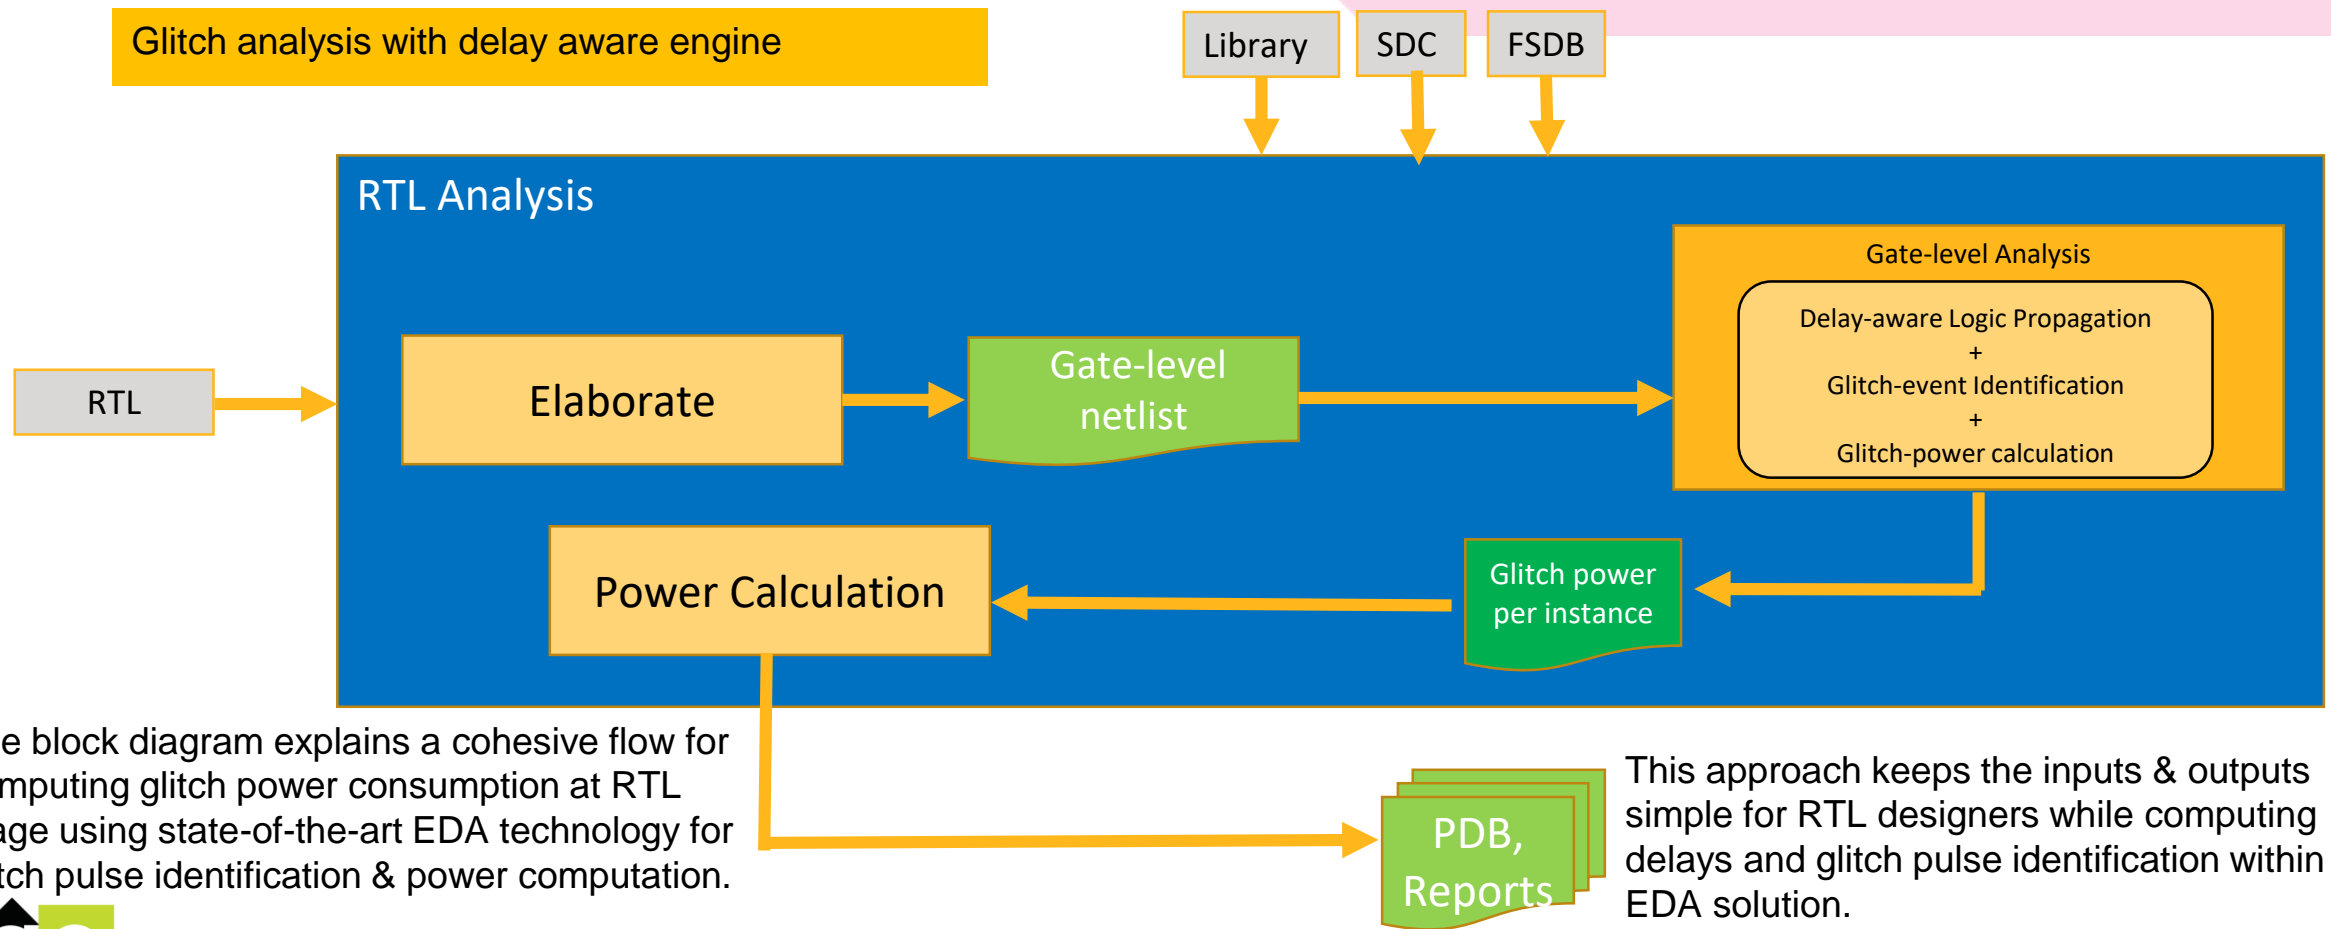 Glitch analysis with delay aware engine
Library
SDC
FSDB
RTL Analysis
Gate-level Analysis
Delay-aware Logic Propagation
+
Glitch-event Identification
+
Glitch-power calculation
RTL
Elaborate
Gate-level
netlist
Power Calculation
Glitch power
per instance
e block diagram explains a cohesive flow for
mputing glitch power consumption at RTL
age using state-of-the-art EDA technology for
tch pulse identification & power computation.
PDB,
Reports
This approach keeps the inputs & outputs
simple for RTL designers while computing
delays and glitch pulse identification within
EDA solution.